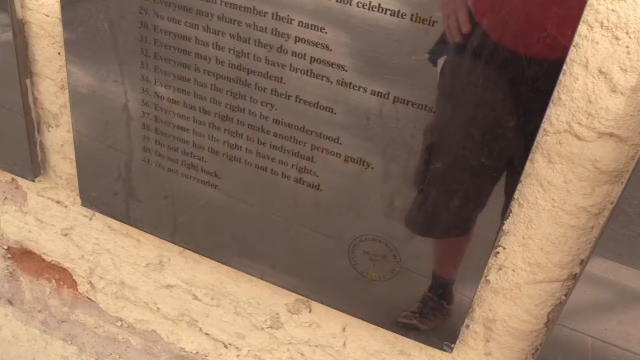 not celebrate their
remember their name.
Everyone may share what they possess.
29. No one can share what they do not possess.
30. Everyone has the right to have brothers, sisters and parents.
31. Everyone may be independent.
32. Everyone is responsible for their freedom.
33. Everyone has the right to cry.
34. Everyone has the right to be misunderstood.
35. No one has the right to make another person guilty.
36. Everyone has the right to be individual.
37. Everyone has the right to have no rights.
38. Everyone has the right to not to be afraid.
39. Do not defeat.
40. Do not fight back.
41. Do not surrender.